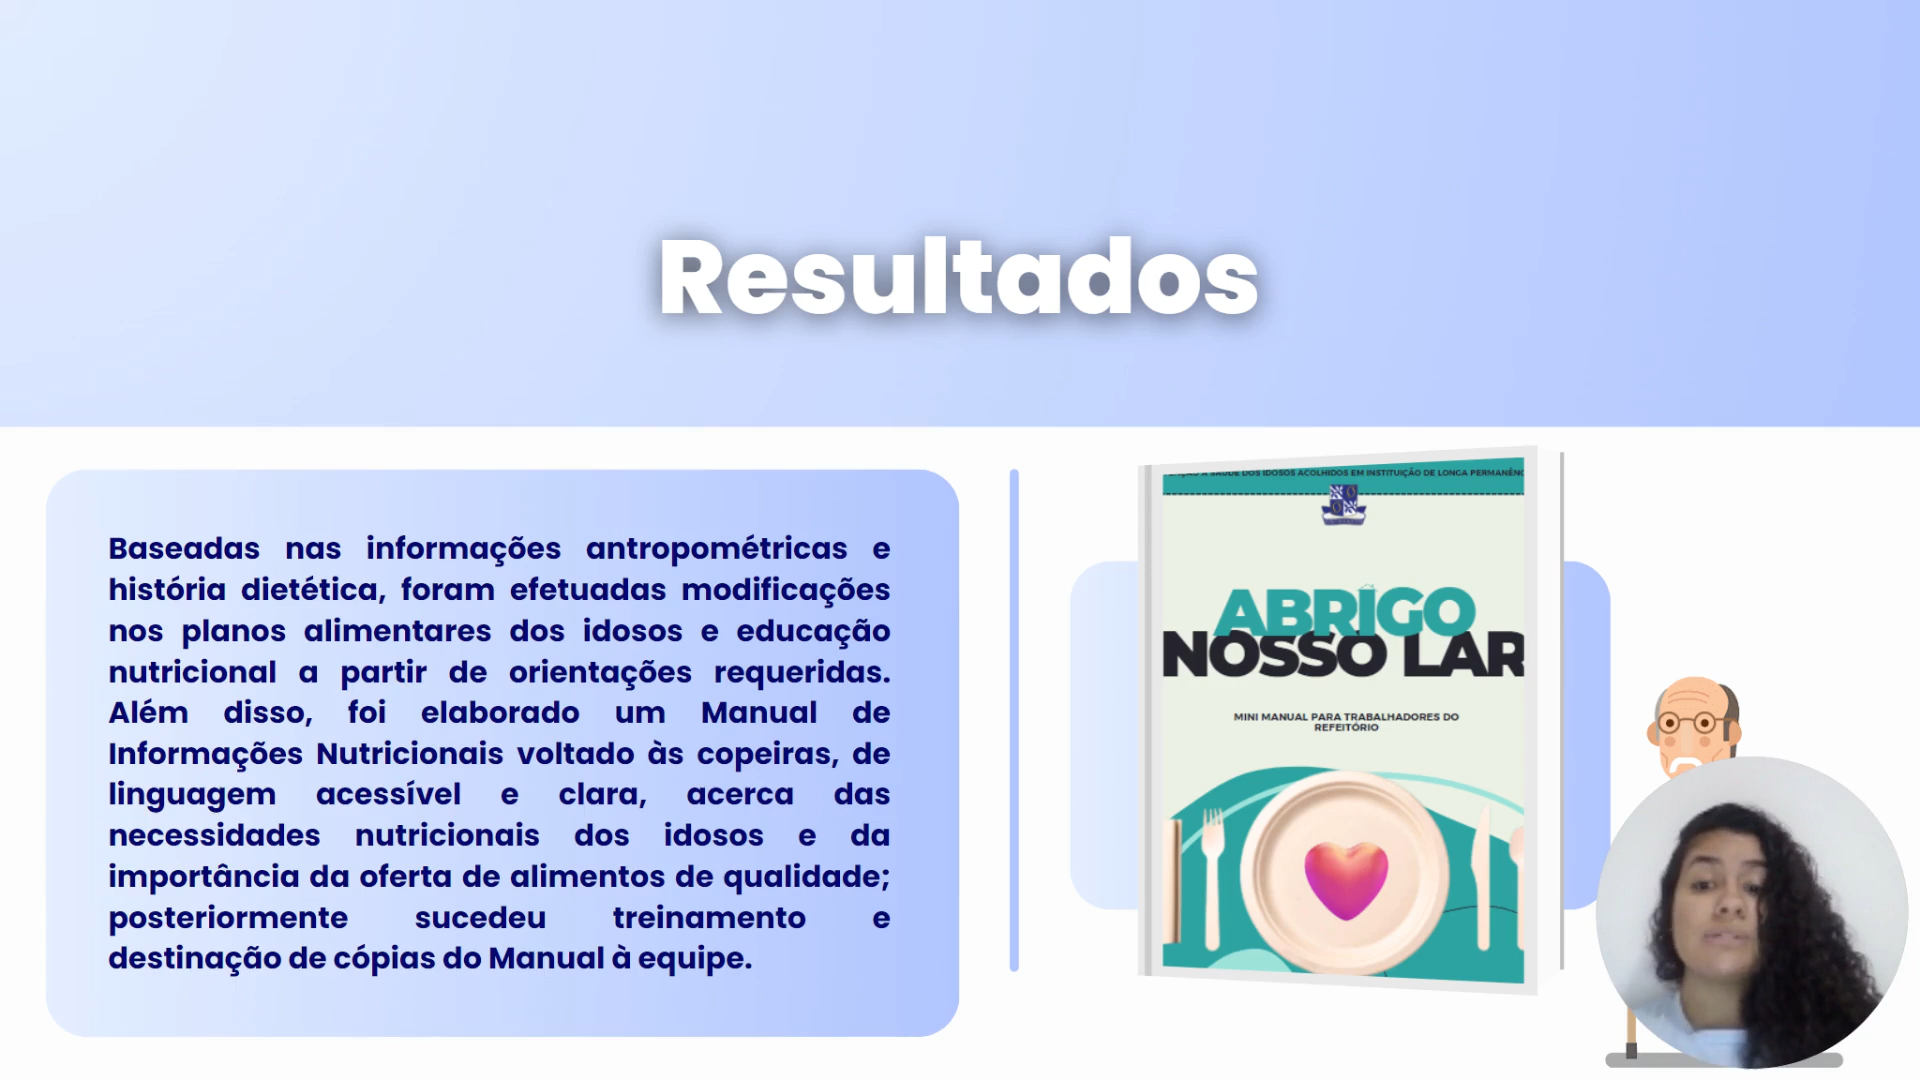 Resultados
Baseadas nas informações antropométricas e
história dietética, foram efetuadas modificações
nos planos alimentares dos idosos e educação
nutricional a partir de orientações requeridas.
Além disso, foi elaborado um Manual de
Informações Nutricionais voltado às copeiras, de
linguagem acessível e clara, acerca das
necessidades nutricionais dos idosos e da
importância da oferta de alimentos de qualidade;
posteriormente sucedeu treinamento e
destinação de cópias do Manual à equipe.
À SAÚDE DOS IDOSOS ACOLHIDOS EM INSTITUIÇÃO DE LONGA
ABRIGO
NOSSO LAR
MINI MANUAL PARA TRABALHADORES DO
REFEITÓRIO